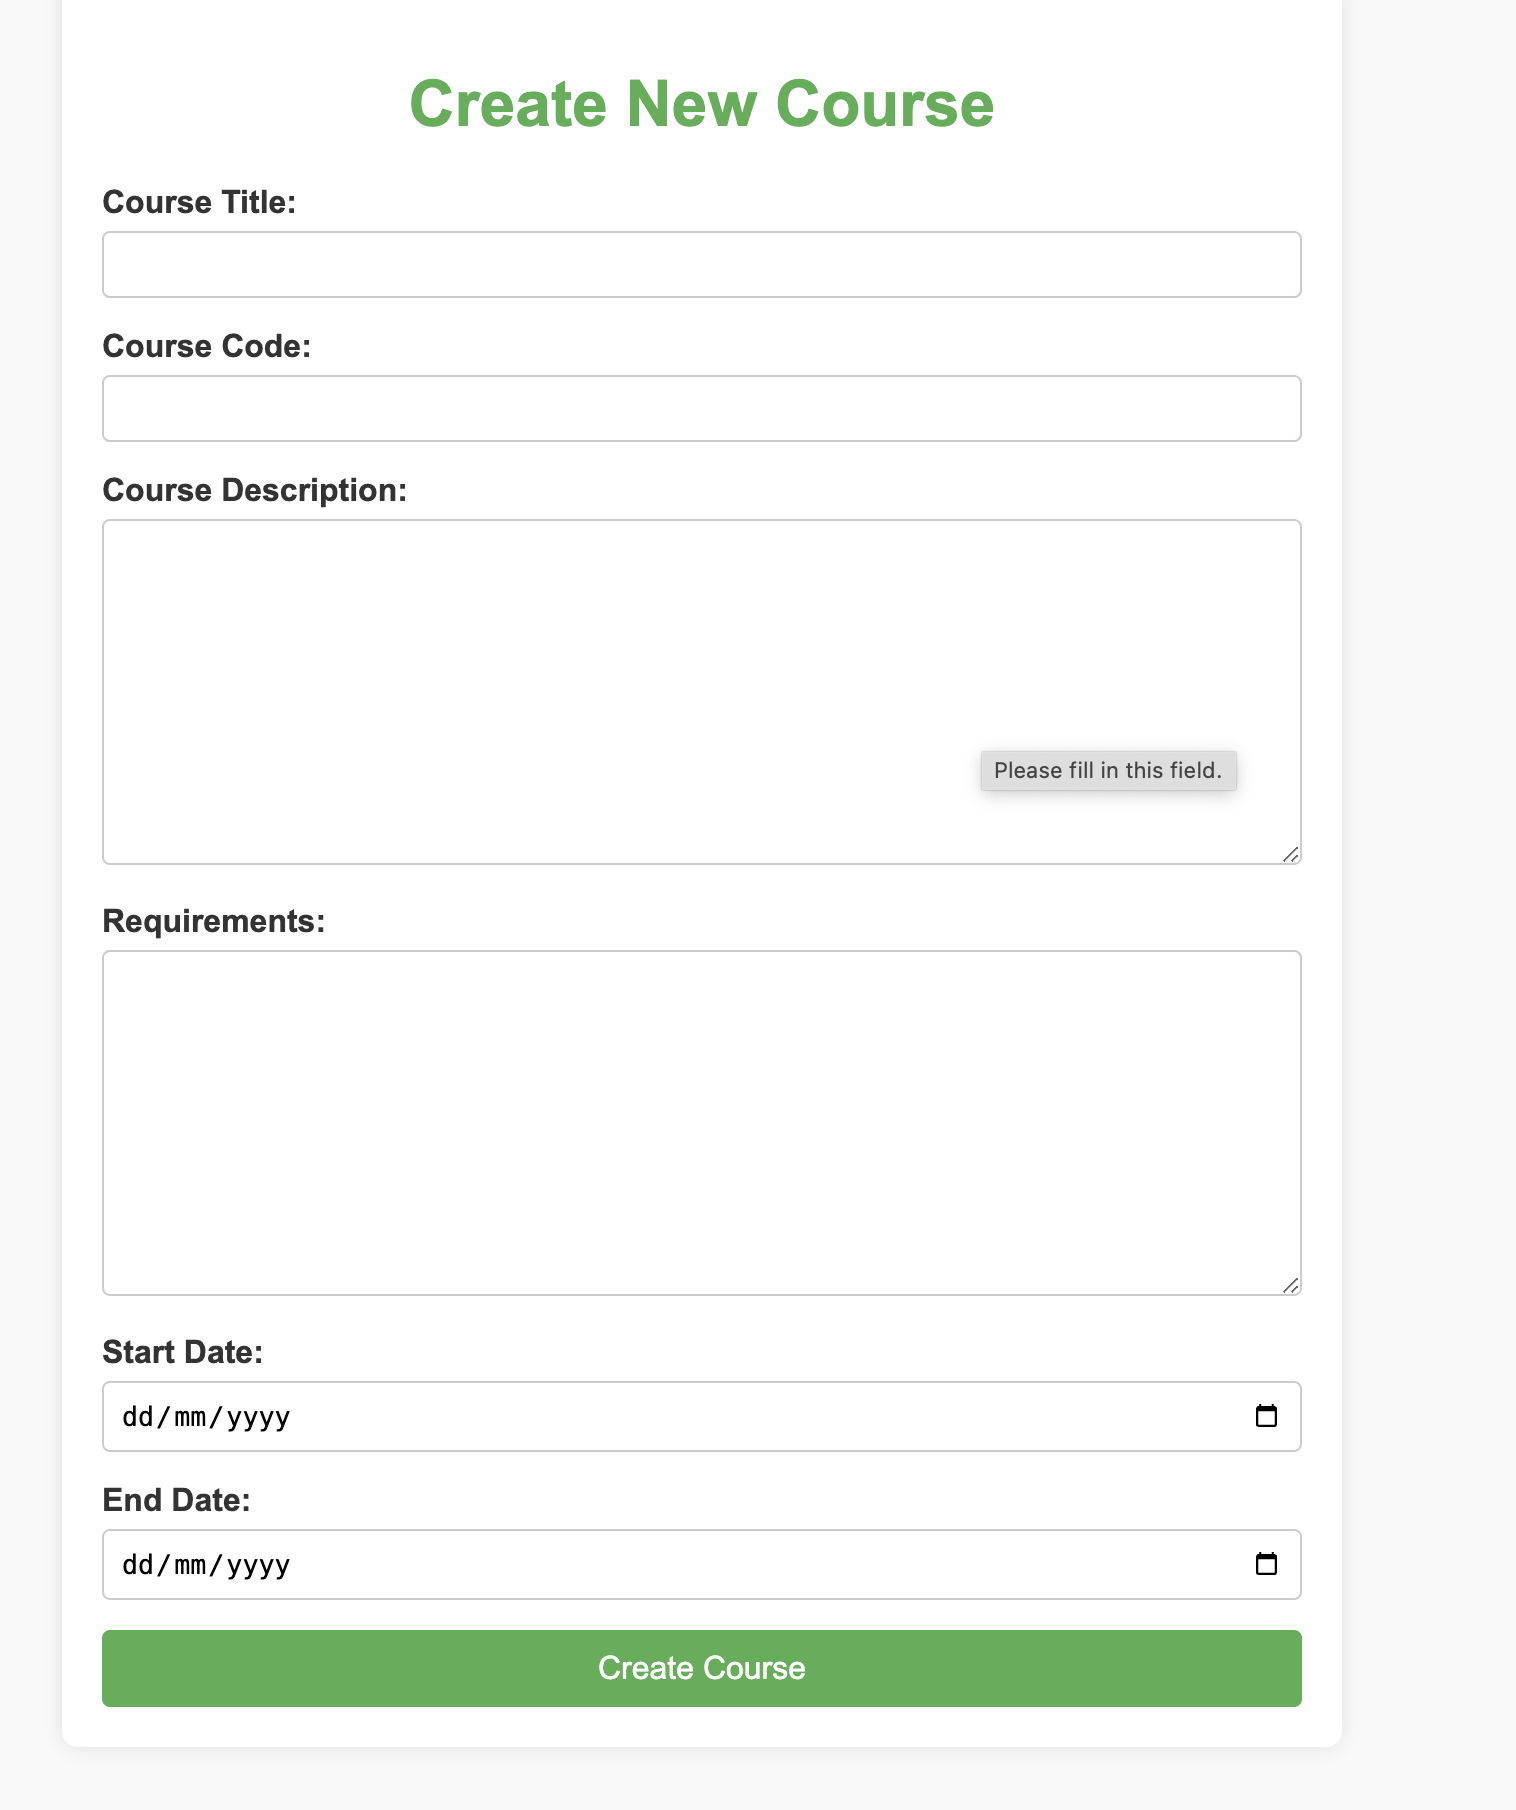 Create New Course
Course Title:
Course Code:
Course Description:
Please fill in this field.
Requirements:
Start Date:
dd/mm/yyyy
End Date:
dd/mm/yyyy
Create Course